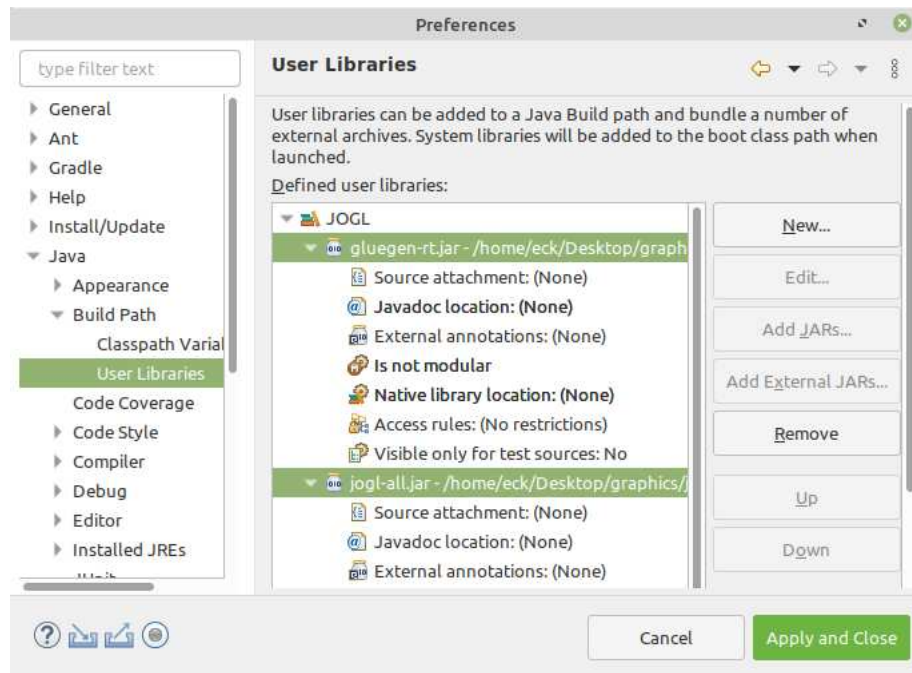 Preferences
type filter text
General
Ant
Gradle
Help
Install/Update
Java
Appearance
Build Path
Classpath Varial
User Libraries
Code Coverage
Code Style
Compiler
Debug
Editor
Installed JREs
User Libraries
User libraries can be added to a Java Build path and bundle a number of
external archives. System libraries will be added to the boot class path when
launched.
Defined user libraries:
JOGL
gluegen-rt.jar - /home/eck/Desktop/graph
Source attachment: (None)
Javadoc location: (None)
External annotations: (None)
Is not modular
Native library location: (None)
Access rules: (No restrictions)
Visible only for test sources: No
jogl-all.jar - /home/eck/Desktop/graphics/j
Source attachment: (None)
Javadoc location: (None)
External annotations: (None)
New...
Edit...
Add JARs...
Add External JARs...
Remove
Up
Down
Cancel
Apply and Close